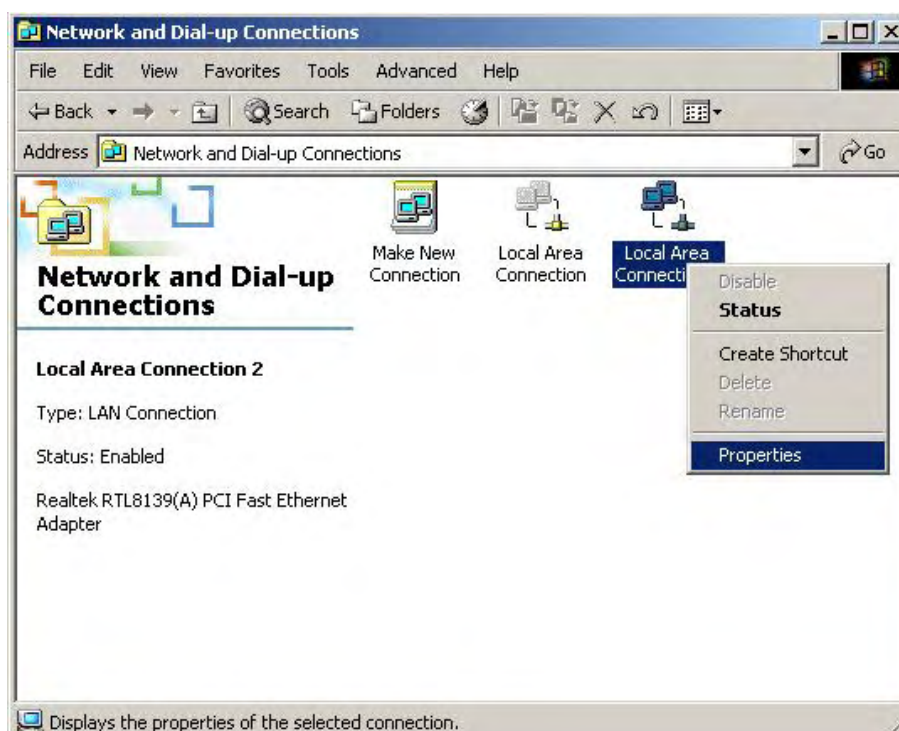 Network and Dial-up Connections
File Edit View Favorites Tools Advanced Help
Back Search Folders
Address Network and Dial-up Connections Go
Make New
Connection
Local Area
Connection
Local Area
Connecti
Network and Dial-up
Connections
Local Area Connection 2
Type: LAN Connection
Status: Enabled
Realtek RTL8139(A) PCI Fast Ethernet
Adapter
Disable
Status
Create Shortcut
Delete
Rename
Properties
Displays the properties of the selected connection.